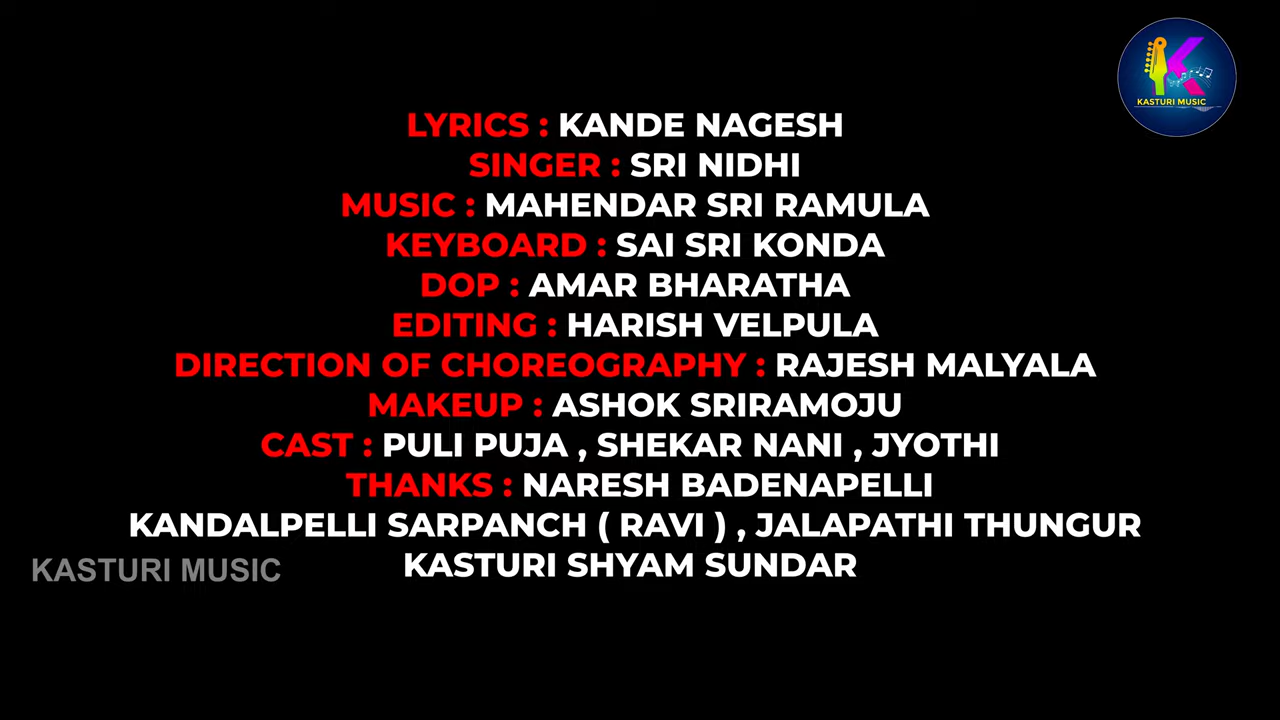 KASTURI MUSIC
LYRICS : KANDE NAGESH
SINGER : SRI NIDHI
MUSIC : MAHENDAR SRI RAMULA
KEYBOARD : SAI SRI KONDA
DOP : AMAR BHARATHA
EDITING : HARISH VELPULA
DIRECTION OF CHOREOGRAPHY : RAJESH MALYALA
MAKEUP : ASHOK SRIRAMOJU
CAST : PULI PUJA , SHEKAR NANI , JYOTHI
THANKS : NARESH BADENAPELLI
KANDALPELLI SARPANCH ( RAVI ) , JALAPATHI THUNGUR
KASTURI SHYAM SUNDAR
KASTURI MUSIC